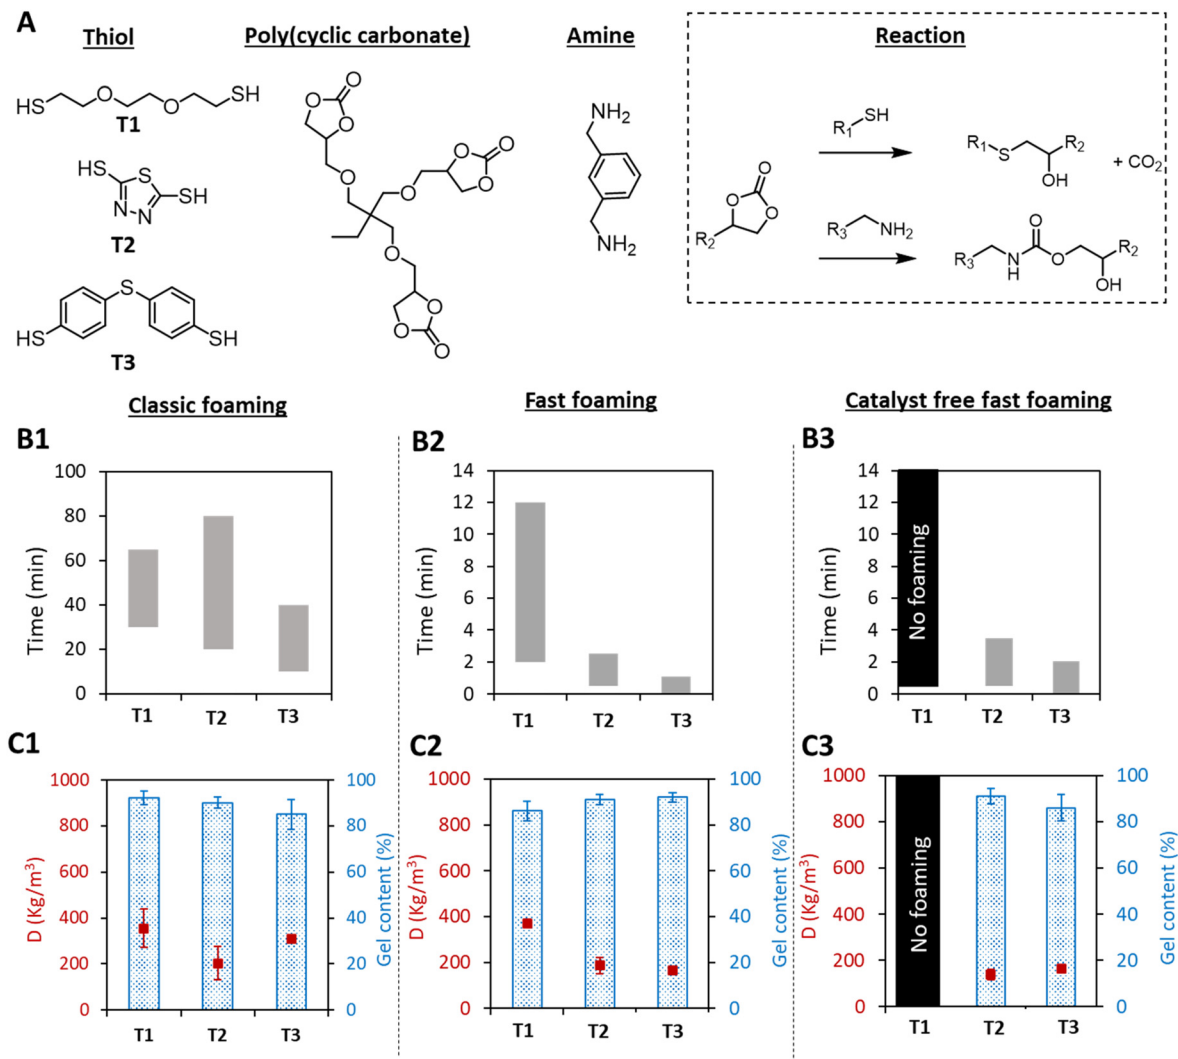 A
Thiol
Poly(cyclic carbonate)
Amine
Reaction
HS O O SH
T1
HS S SH
N N
T2
S
HS SH
T3
O
O O
O
O
O O
O
O
O
O
O
O
O
NH2
NH2
R1 SH
O
O O
R2
R3 NH2
R1 S R2
OH
+ CO2
O
R3 N H O R2
OH
Classic foaming
Fast foaming
Catalyst free fast foaming
B1
Time (min)
100
80
60
40
20
0
T1 T2 T3
B2
Time (min)
14
12
10
8
6
4
2
0
T1 T2 T3
B3
Time (min)
14
12
10
8
6
4
2
0
No foaming
T1 T2 T3
C1
D (Kg/m3)
1000
800
600
400
200
0
100
80
60
40
20
0
Gel content (%)
T1 T2 T3
C2
D (Kg/m3)
1000
800
600
400
200
0
100
80
60
40
20
0
Gel content (%)
T1 T2 T3
C3
D (Kg/m3)
1000
800
600
400
200
0
No foaming
100
80
60
40
20
0
Gel content (%)
T1 T2 T3